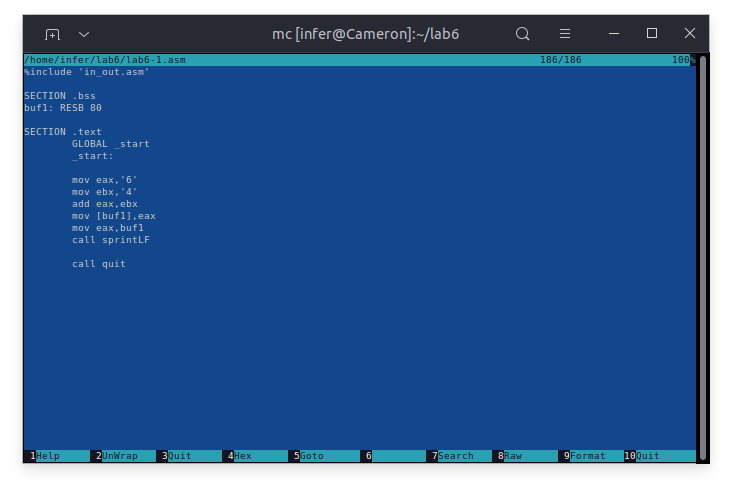 mc [infer@Cameron]:~/lab6
/home/infer/lab6/lab6-1.asm 186/186 100%
%include 'in_out.asm'
SECTION .bss
buf1: RESB 80
SECTION .text
GLOBAL _start
_start:
mov eax,'6'
mov ebx,'4'
add eax,ebx
mov [buf1],eax
mov eax,buf1
call sprintLF
call quit
1Help 2UnWrap 3Quit 4Hex 5Goto 6 7Search 8Raw 9Format 10Quit